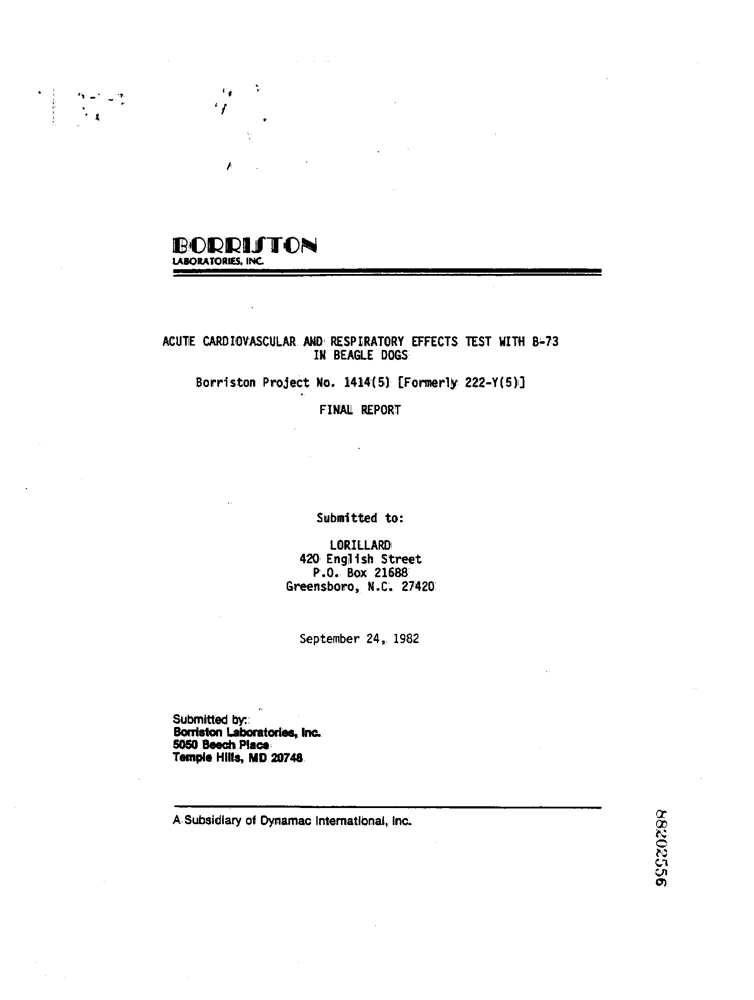 BORRISTON
LABORATORIES, INC.
ACUTE CARDIOVASCULAR AND RESPIRATORY EFFECTS TEST WITH B-73
IN BEAGLE DOGS
Borriston Project No. 1414(5) [Formerly 222-Y(5)]
FINAL REPORT
Submitted to:
LORILLARD
420 English Street
P.O. Box 21688
Greensboro, N.C. 27420
September 24, 1982
Submitted by:
Borriston Laboratories, Inc.
5050 Beech Place
Temple Hills, MD 20748
A Subsidiary of Dynamac International, Inc.
88202556